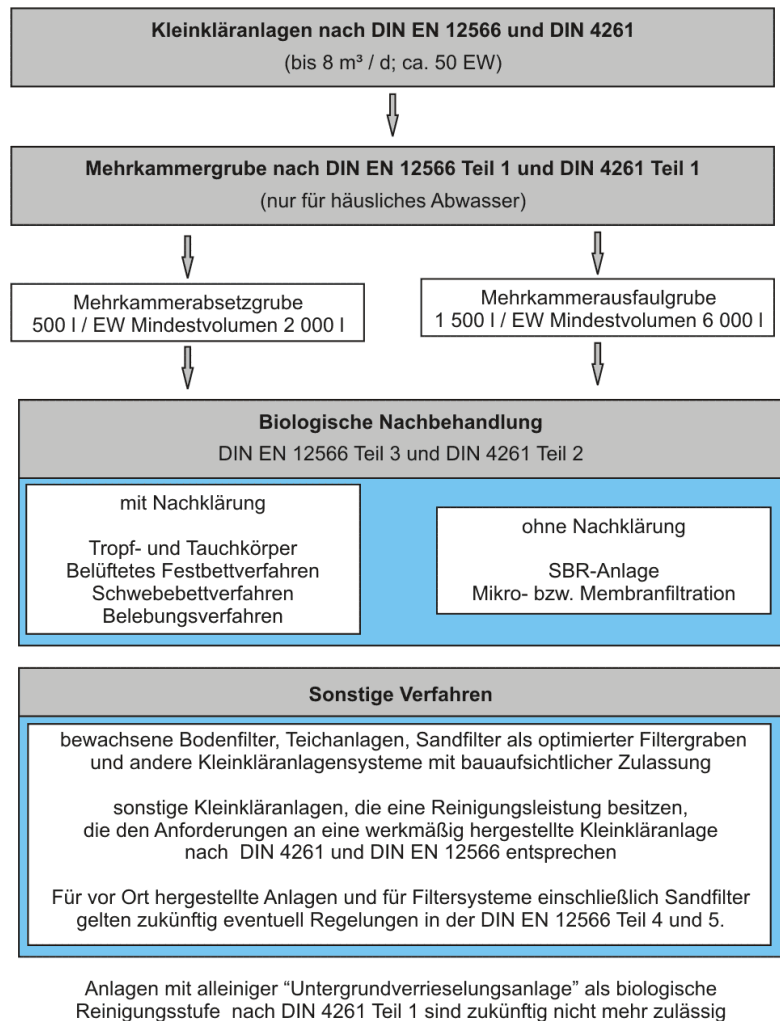 Kleinkläranlagen nach DIN EN 12566 und DIN 4261
(bis 8 m³ / d; ca. 50 EW)
Mehrkammergrube nach DIN EN 12566 Teil 1 und DIN 4261 Teil 1
(nur für häusliches Abwasser)
Mehrkammerabsetzgrube
500 l / EW Mindestvolumen 2 000 l
Mehrkammerausfaulgrube
1 500 l / EW Mindestvolumen 6 000 l
Biologische Nachbehandlung
DIN EN 12566 Teil 3 und DIN 4261 Teil 2
mit Nachklärung
Tropf- und Tauchkörper
Belüftetes Festbettverfahren
Schwebebettverfahren
Belebungsverfahren
ohne Nachklärung
SBR-Anlage
Mikro- bzw. Membranfiltration
Sonstige Verfahren
bewachsene Bodenfilter, Teichanlagen, Sandfilter als optimierter Filtergraben
und andere Kleinkläranlagensysteme mit bauaufsichtlicher Zulassung
sonstige Kleinkläranlagen, die eine Reinigungsleistung besitzen,
die den Anforderungen an eine werkmäßig hergestellte Kleinkläranlage
nach DIN 4261 und DIN EN 12566 entsprechen
Für vor Ort hergestellte Anlagen und für Filtersysteme einschließlich Sandfilter
gelten zukünftig eventuell Regelungen in der DIN EN 12566 Teil 4 und 5.
Anlagen mit alleiniger “Untergrundverrieselungsanlage” als biologische
Reinigungsstufe nach DIN 4261 Teil 1 sind zukünftig nicht mehr zulässig